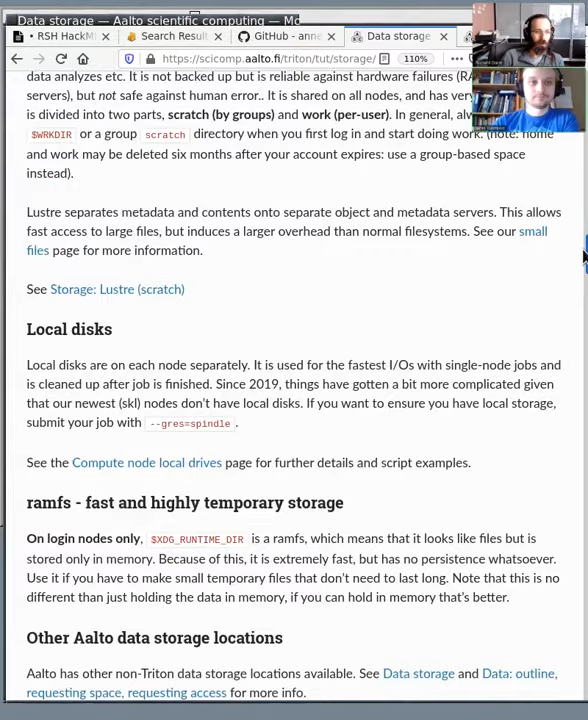 Data storage — Aalto scientific computing — Mo
• RSH HackM
Search Result
GitHub - anne
Data storage
https://scicomp.aalto.fi/triton/tut/storage/
110%
data analyzes etc. It is not backed up but is reliable against hardware failures (RA
servers), but not safe against human error.. It is shared on all nodes, and has very
is divided into two parts, scratch (by groups) and work (per-user). In general, alw
$WRKDIR or a group scratch directory when you first log in and start doing work. (note: home
and work may be deleted six months after your account expires: use a group-based space
instead).
Lustre separates metadata and contents onto separate object and metadata servers. This allows
fast access to large files, but induces a larger overhead than normal filesystems. See our small
files page for more information.
See Storage: Lustre (scratch)
Local disks
Local disks are on each node separately. It is used for the fastest I/Os with single-node jobs and
is cleaned up after job is finished. Since 2019, things have gotten a bit more complicated given
that our newest (skl) nodes don't have local disks. If you want to ensure you have local storage,
submit your job with --gres=spindle.
See the Compute node local drives page for further details and script examples.
ramfs - fast and highly temporary storage
On login nodes only, $XDG_RUNTIME_DIR is a ramfs, which means that it looks like files but is
stored only in memory. Because of this, it is extremely fast, but has no persistence whatsoever.
Use it if you have to make small temporary files that don't need to last long. Note that this is no
different than just holding the data in memory, if you can hold in memory that's better.
Other Aalto data storage locations
Aalto has other non-Triton data storage locations available. See Data storage and Data: outline,
requesting space, requesting access for more info.